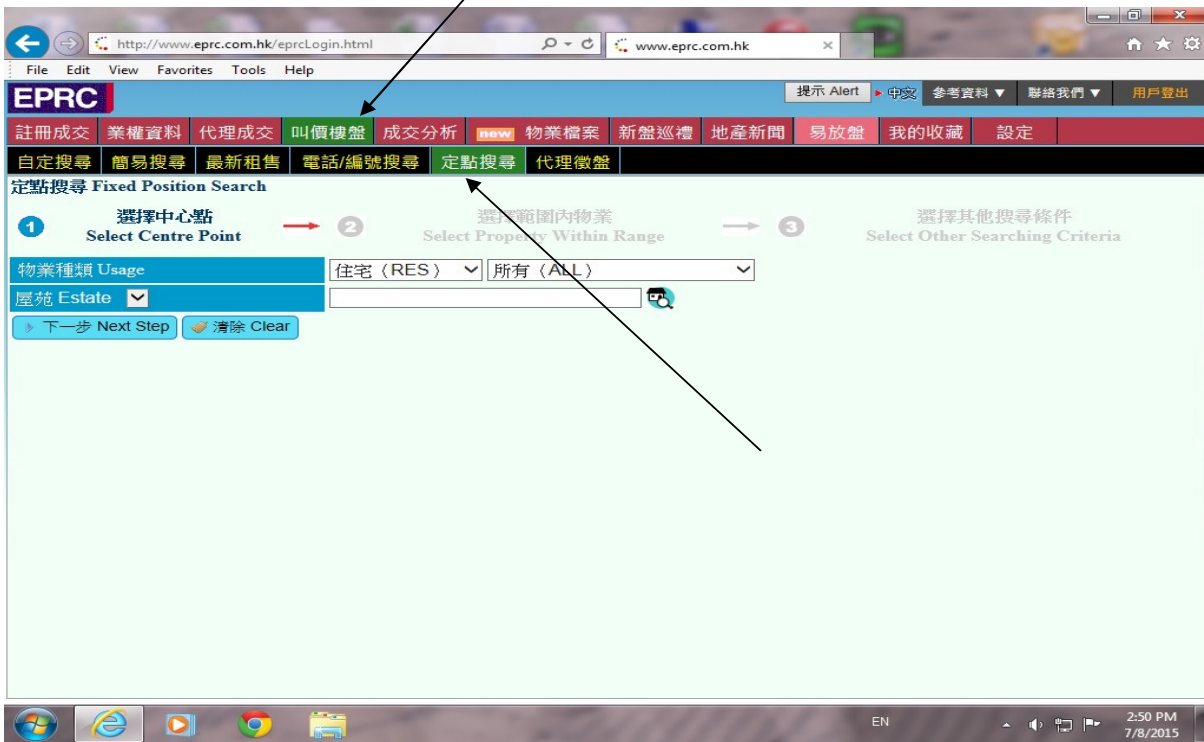 http://www.eprc.com.hk/eprcLogin.html www.eprc.com.hk
File Edit View Favorites Tools Help
EPRC 提示 Alert 中文 參考資料 ▼ 聯絡我們 ▼ 用戶登出
註冊成交 業權資料 代理成交 叫價樓盤 成交分析 new 物業檔案 新盤巡禮 地產新聞 易放盤 我的收藏 設定
自定搜尋 簡易搜尋 最新租售 電話/編號搜尋 定點搜尋 代理徵盤
定點搜尋 Fixed Position Search
1 選擇中心點 2 選擇範圍內物業 3 選擇其他搜尋條件
Select Centre Point Select Property Within Range Select Other Searching Criteria
物業種類 Usage 住宅 (RES) 所有 (ALL)
屋苑 Estate
下一步 Next Step 清除 Clear
EN 2:50 PM
7/8/2015